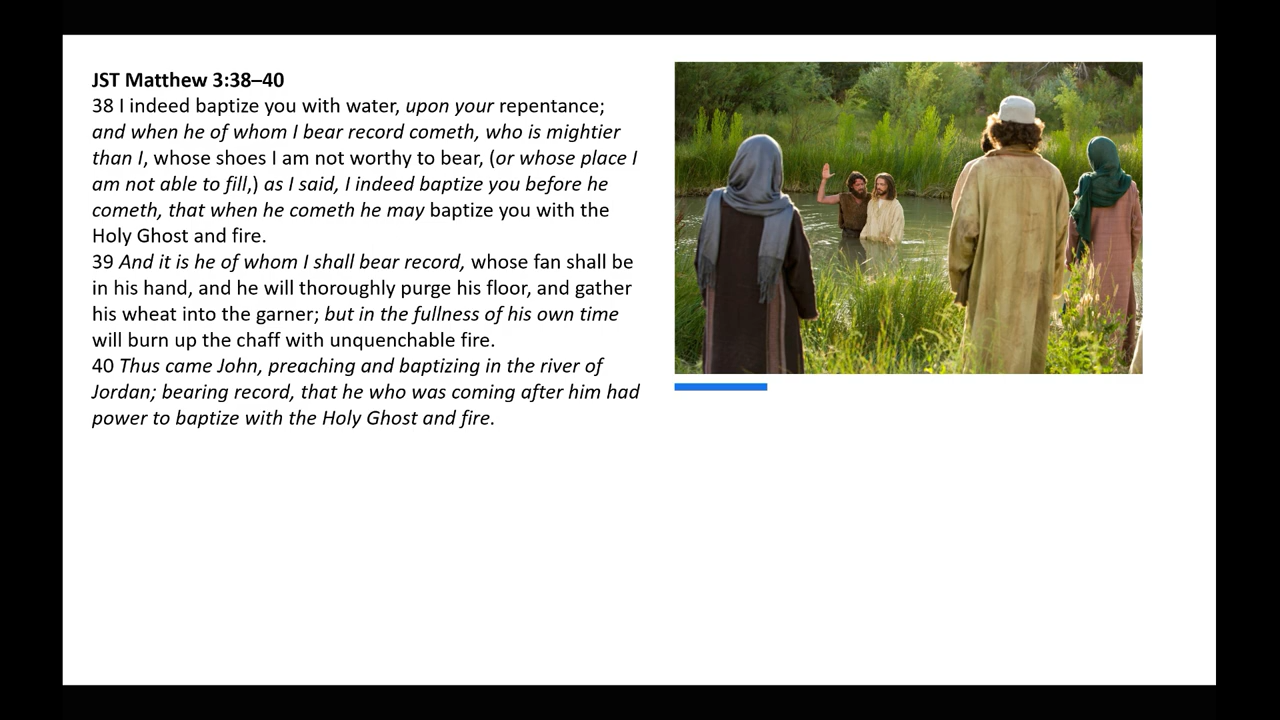 JST Matthew 3:38–40
38 I indeed baptize you with water, upon your repentance;
and when he of whom I bear record cometh, who is mightier
than I, whose shoes I am not worthy to bear, (or whose place I
am not able to fill,) as I said, I indeed baptize you before he
cometh, that when he cometh he may baptize you with the
Holy Ghost and fire.
39 And it is he of whom I shall bear record, whose fan shall be
in his hand, and he will thoroughly purge his floor, and gather
his wheat into the garner; but in the fullness of his own time
will burn up the chaff with unquenchable fire.
40 Thus came John, preaching and baptizing in the river of
Jordan; bearing record, that he who was coming after him had
power to baptize with the Holy Ghost and fire.